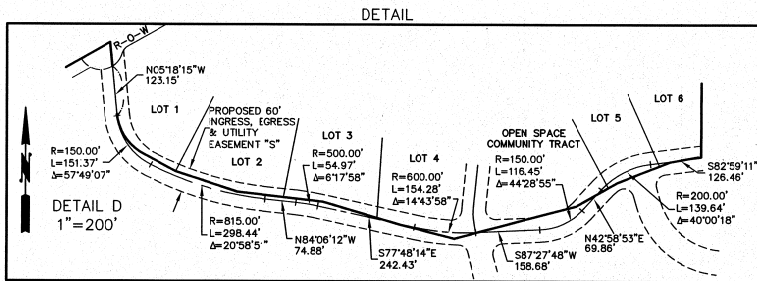 DETAIL
R-O-W
N05°18'15"W
123.15'
LOT 1
PROPOSED 60'
INGRESS, EGRESS
& UTILITY
EASEMENT "S"
LOT 2
LOT 3
R=500.00'
L=54.97'
Δ=6°17'58"
LOT 4
R=600.00'
L=154.28'
Δ=14°43'58"
OPEN SPACE
COMMUNITY TRACT
R=150.00'
L=116.45'
Δ=44°28'55"
LOT 5
LOT 6
S82°59'11"
126.46'
R=200.00'
L=139.64'
Δ=40°00'18"
R=150.00'
L=151.37'
Δ=57°49'07"
N
DETAIL D
1"=200'
R=815.00'
L=298.44'
Δ=20°58'51"
N84°06'12"W
74.88'
S77°48'14"E
242.43'
S87°27'48"W
158.68'
N42°58'53"E
69.86'